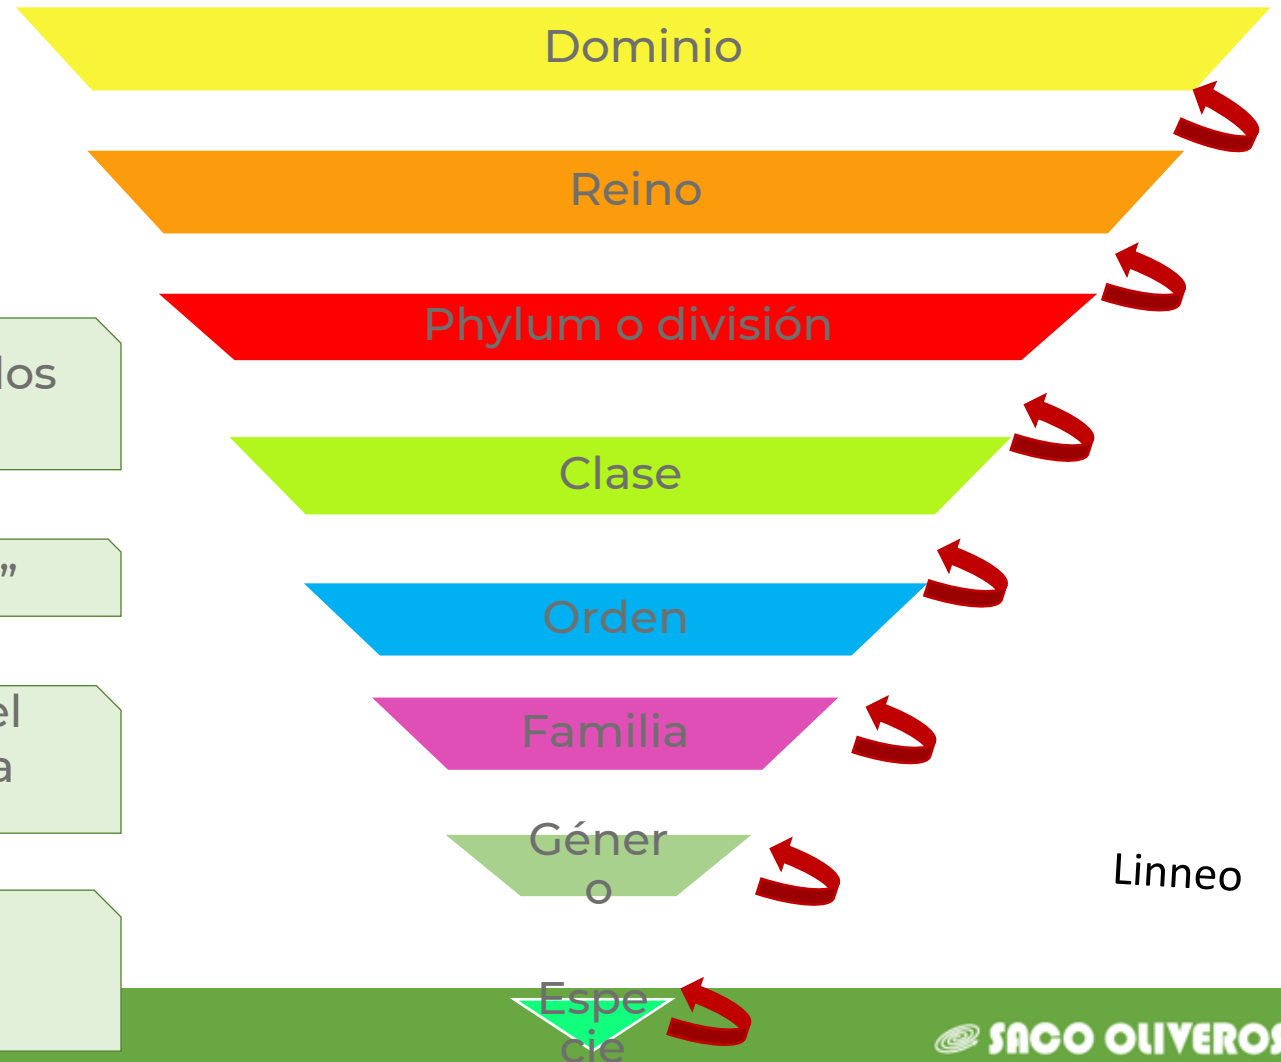 Dominio
Reino
Phylum o división
los
Clase
”
Orden
el
a
Familia
Géner
o
Linneo
Espe
cie
SACO OLIVEROS